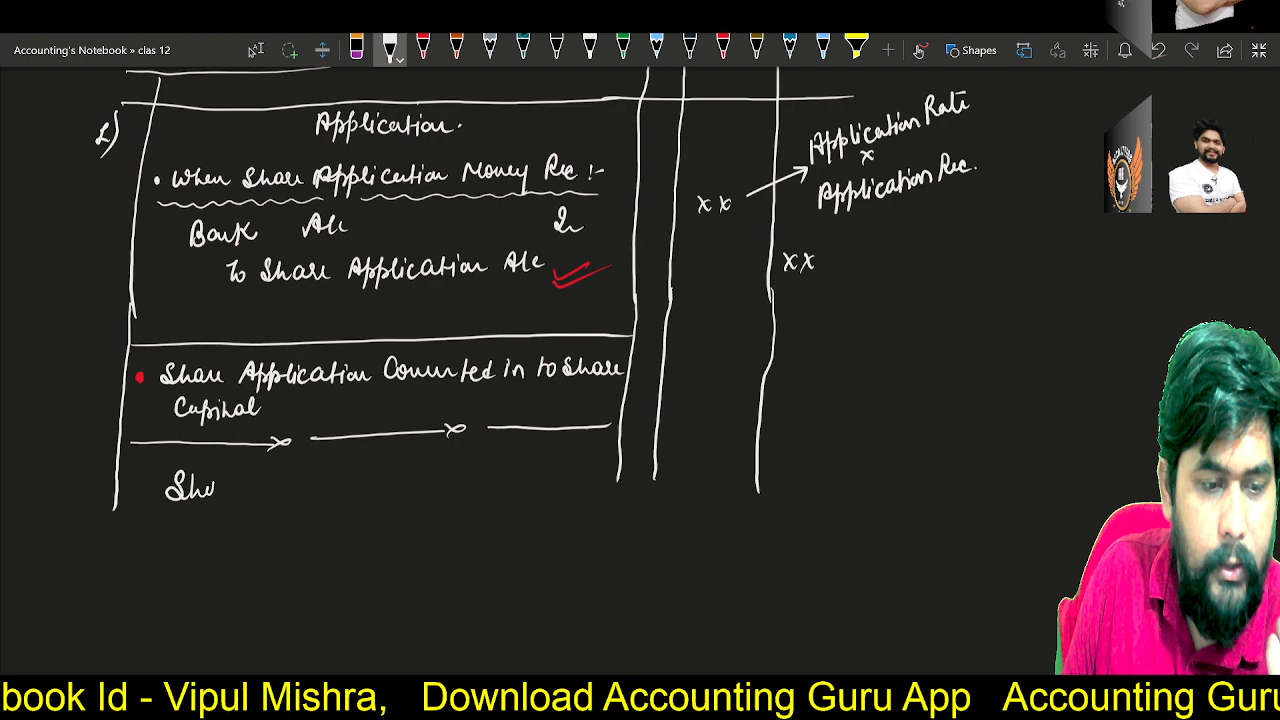 Accounting's Notebook » clas 12
Shapes
2)
Application.
• When Share Application Money Rec :-
Bank A/c Dr
To Share Application A/c
xx
xx
Application Rate
x
Application Rec.
• Share Application Converted in to Share
Capital
Sha
book Id - Vipul Mishra, Download Accounting Guru App Accounting Guru